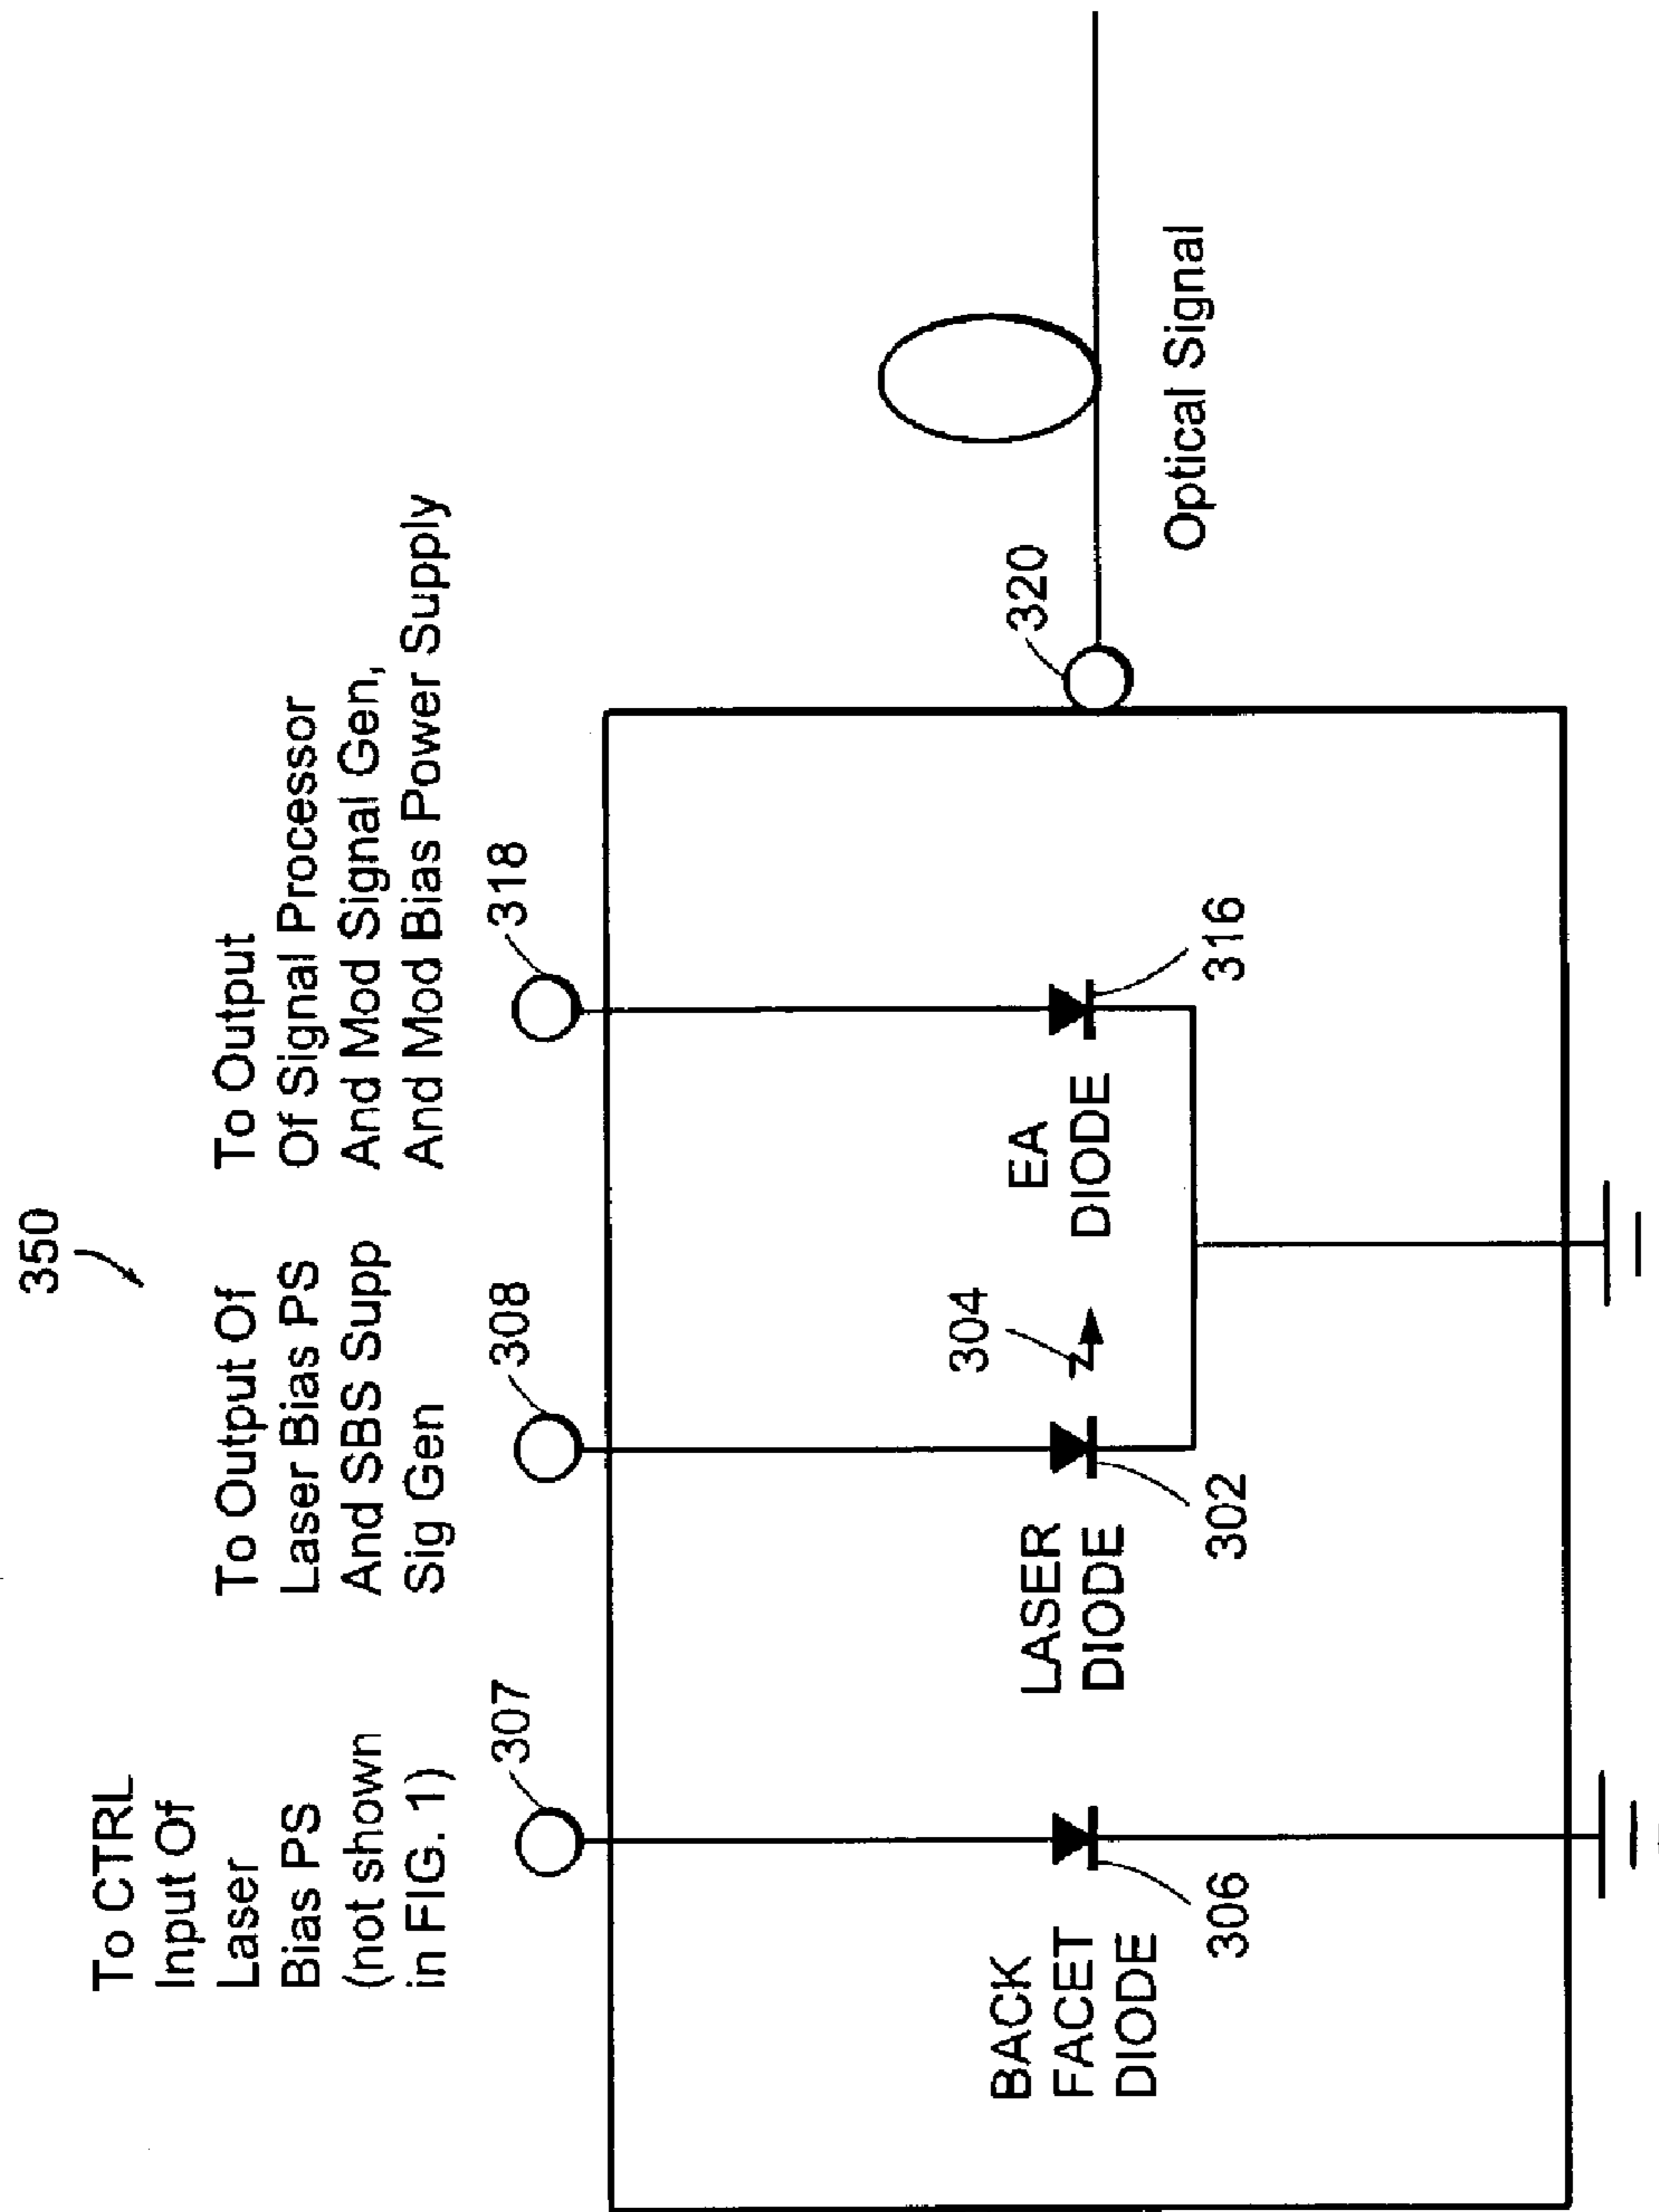 350
To CTRL
Input Of
Laser
Bias PS
(not shown
in FIG. 1)
To Output Of
Laser Bias PS
And SBS Supp
Sig Gen
To Output
Of Signal Processor
And Mod Signal Gen,
And Mod Bias Power Supply
307
308
318
BACK
FACET
DIODE
306
LASER
DIODE
302
304
EA
DIODE
316
320
Optical Signal